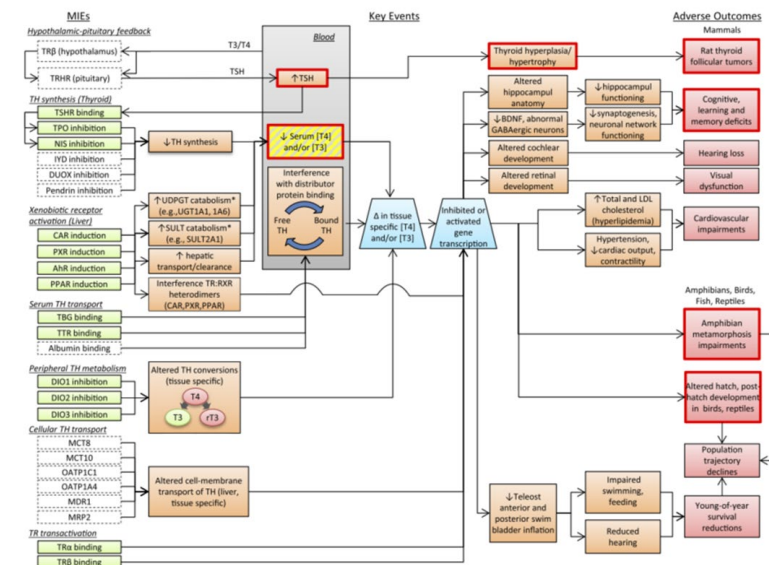 MIEs
Key Events
Adverse Outcomes
Hypothalamic-pituitary feedback
Blood
Mammals
TRβ (hypothalamus)
T3/T4
TRHR (pituitary)
TSH
↑TSH
Thyroid hyperplasia/
hypertrophy
Rat thyroid
follicular tumors
TH synthesis (Thyroid)
TSHR binding
TPO inhibition
NIS inhibition
IYD inhibition
DUOX inhibition
Pendrin inhibition
↓TH synthesis
↓ Serum [T4]
and/or [T3]
Interference
with distributor
protein binding
Free
TH
Bound
TH
Altered
hippocampul
anatomy
↓hippocampul
functioning
↓BDNF, abnormal
GABAergic neurons
↓synaptogenesis,
neuronal network
functioning
Cognitive,
learning and
memory deficits
Altered cochlear
development
Hearing loss
Altered retinal
development
Visual
dysfunction
Xenobiotic receptor
activation (Liver)
CAR induction
PXR induction
AhR induction
PPAR induction
↑UDPGT catabolism*
(e.g.,UGT1A1, 1A6)
↑SULT catabolism*
(e.g., SULT2A1)
↑ hepatic
transport/clearance
Interference TR:RXR
heterodimers
(CAR,PXR,PPAR)
Δ in tissue
specific [T4]
and/or [T3]
Inhibited or
activated
gene
transcription
↑Total and LDL
cholesterol
(hyperlipidemia)
Hypertension,
↓cardiac output,
contractility
Cardiovascular
impairments
Serum TH transport
TBG binding
TTR binding
Albumin binding
Amphibians, Birds,
Fish, Reptiles
Amphibian
metamorphosis
impairments
Peripheral TH metabolism
DIO1 inhibition
DIO2 inhibition
DIO3 inhibition
Altered TH conversions
(tissue specific)
T4
T3
rT3
Altered hatch, post-
hatch development
in birds, reptiles
Cellular TH transport
MCT8
MCT10
OATP1C1
OATP1A4
MDR1
MRP2
Altered cell-membrane
transport of TH (liver,
tissue specific)
Population
trajectory
declines
↓Teleost
anterior and
posterior swim
bladder inflation
Impaired
swimming,
feeding
Reduced
hearing
Young-of-year
survival
reductions
TR transactivation
TRα binding
TRβ binding